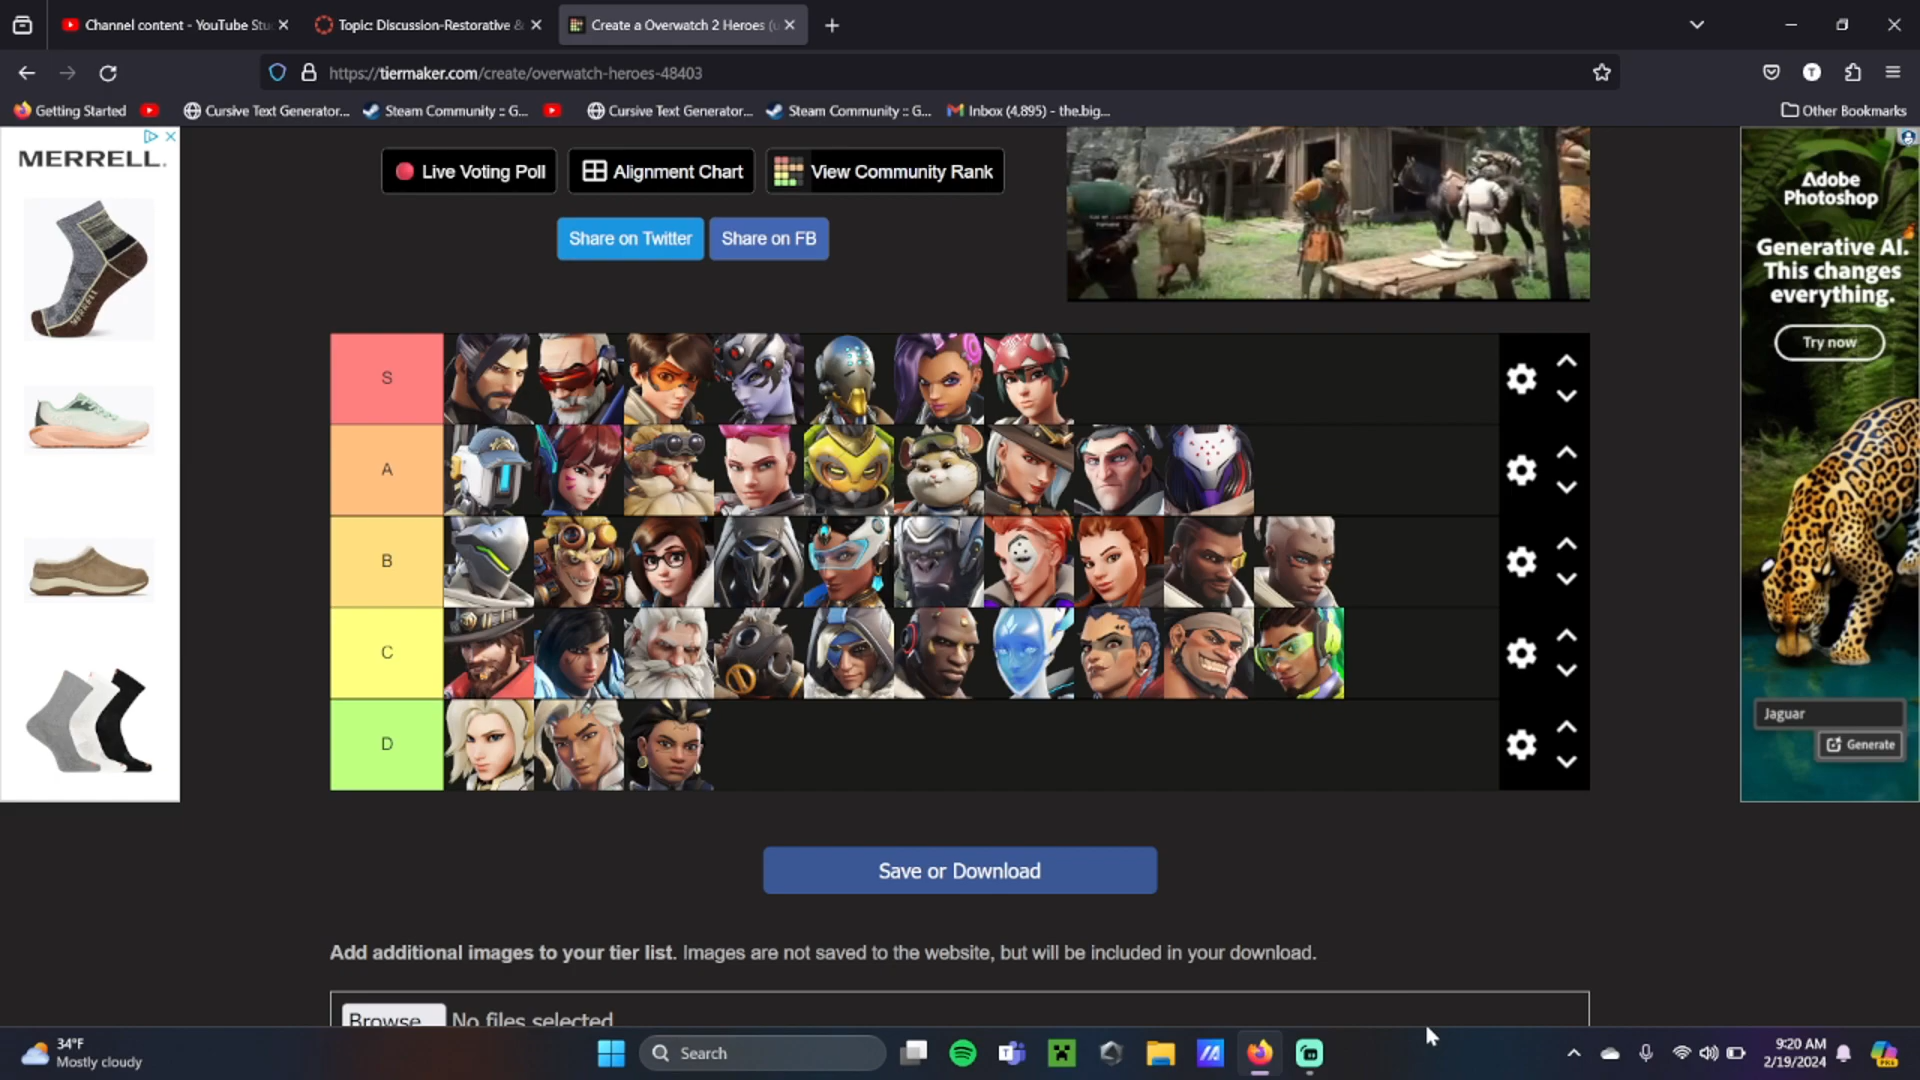 Channel content - YouTube Stu
Topic: Discussion-Restorative &
Create a Overwatch 2 Heroes (u
https://tiermaker.com/create/overwatch-heroes-48403
T
Getting Started
Cursive Text Generator...
Steam Community :: G...
Cursive Text Generator...
Steam Community :: G...
Inbox (4,895) - the.big...
Other Bookmarks
MERRELL.
Live Voting Poll
Alignment Chart
View Community Rank
Share on Twitter
Share on FB
S
A
B
C
D
Save or Download
Add additional images to your tier list. Images are not saved to the website, but will be included in your download.
Browse...
No files selected
Adobe
Photoshop
Generative AI.
This changes
everything.
Try now
Jaguar
Generate
34°F
Mostly cloudy
Search
9:20 AM
2/19/2024